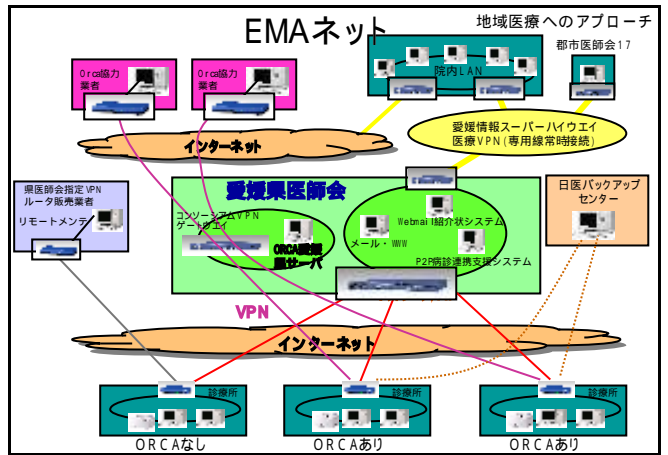 EMAネット
地域医療へのアプローチ
Orca協力
業者
Orca協力
業者
院内LAN
郡市医師会17
インターネット
愛媛情報スーパーハイウエイ
医療VPN(専用線常時接続)
県医師会指定VPN
ルータ販売業者
リモートメンテ
愛媛県医師会
コンソーシアムVPN
ゲートウエイ
ORCA愛媛
Webmail紹介状システム
メール・WWW
P2P病診連携支援システム
日医バックアップ
センター
VPN
インターネット
診療所
診療所
診療所
ORCAなし
ORCAあり
ORCAあり